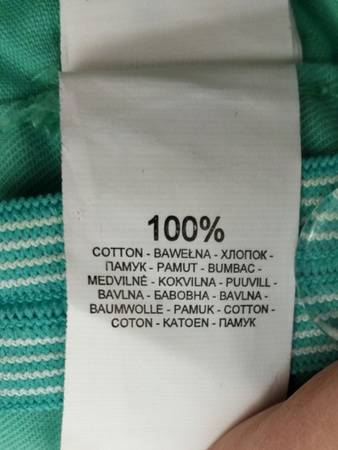 100%
COTTON - BAWEŁNA - ХЛОПОК -
ПАМУК - PAMUT - BUMBAC -
MEDVILNĖ - KOKVILNA - PUUVILL -
BAVLNA - БАВОВНА - BAVLNA -
BAUMWOLLE - PAMUK - COTTON -
COTON - KATOEN - ПАМУК